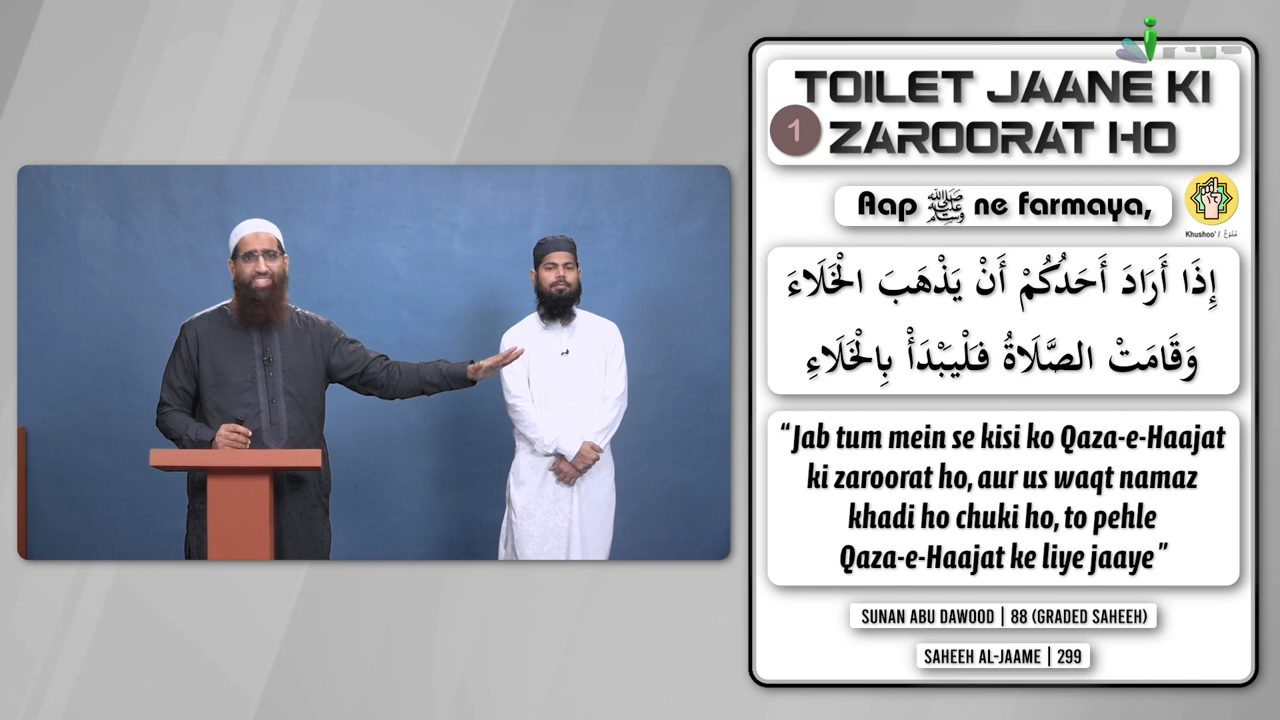 TOILET JAANE KI
1 ZAROORAT HO
Aap ﷺ ne farmaya,
Khushoo' / خُشُوْعٌ
إِذَا أَرَادَ أَحَدُكُمْ أَنْ يَذْهَبَ الْخَلَاءَ
وَقَامَتْ الصَّلَاةُ فَلْيَبْدَأْ بِالْخَلَاءِ
“Jab tum mein se kisi ko Qaza-e-Haajat
ki zaroorat ho, aur us waqt namaz
khadi ho chuki ho, to pehle
Qaza-e-Haajat ke liye jaaye”
SUNAN ABU DAWOOD | 88 (GRADED SAHEEH)
SAHEEH AL-JAAME | 299